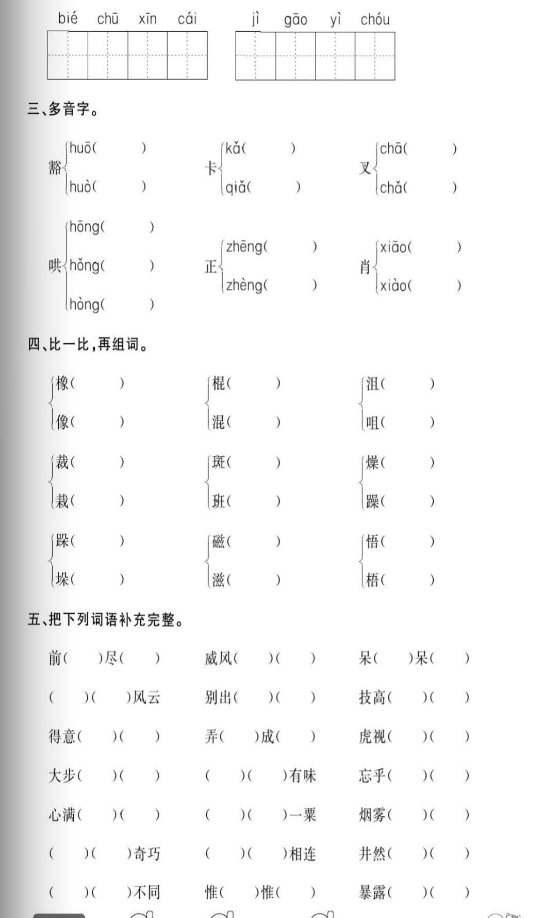 bié chū xīn cái jì gāo yì chóu
三、多音字。
豁 huō( ) huò( ) 卡 kǎ( ) qiǎ( ) 叉 chā( ) chǎ( )
哄 hōng( ) hǒng( ) hòng( ) 正 zhēng( ) zhèng( ) 肖 xiāo( ) xiào( )
四、比一比,再组词。
橡( ) 棍( ) 沮( )
像( ) 混( ) 咀( )
裁( ) 斑( ) 燥( )
栽( ) 班( ) 躁( )
跺( ) 磁( ) 悟( )
垛( ) 滋( ) 梧( )
五、把下列词语补充完整。
前( )尽( ) 威风( )( ) 呆( )呆( )
( )( )风云 别出( )( ) 技高( )( )
得意( )( ) 弄( )成( ) 虎视( )( )
大步( )( ) ( )( )有味 忘乎( )( )
心满( )( ) ( )( )一粟 烟雾( )( )
( )( )奇巧 ( )( )相连 井然( )( )
( )( )不同 惟( )惟( ) 暴露( )( )